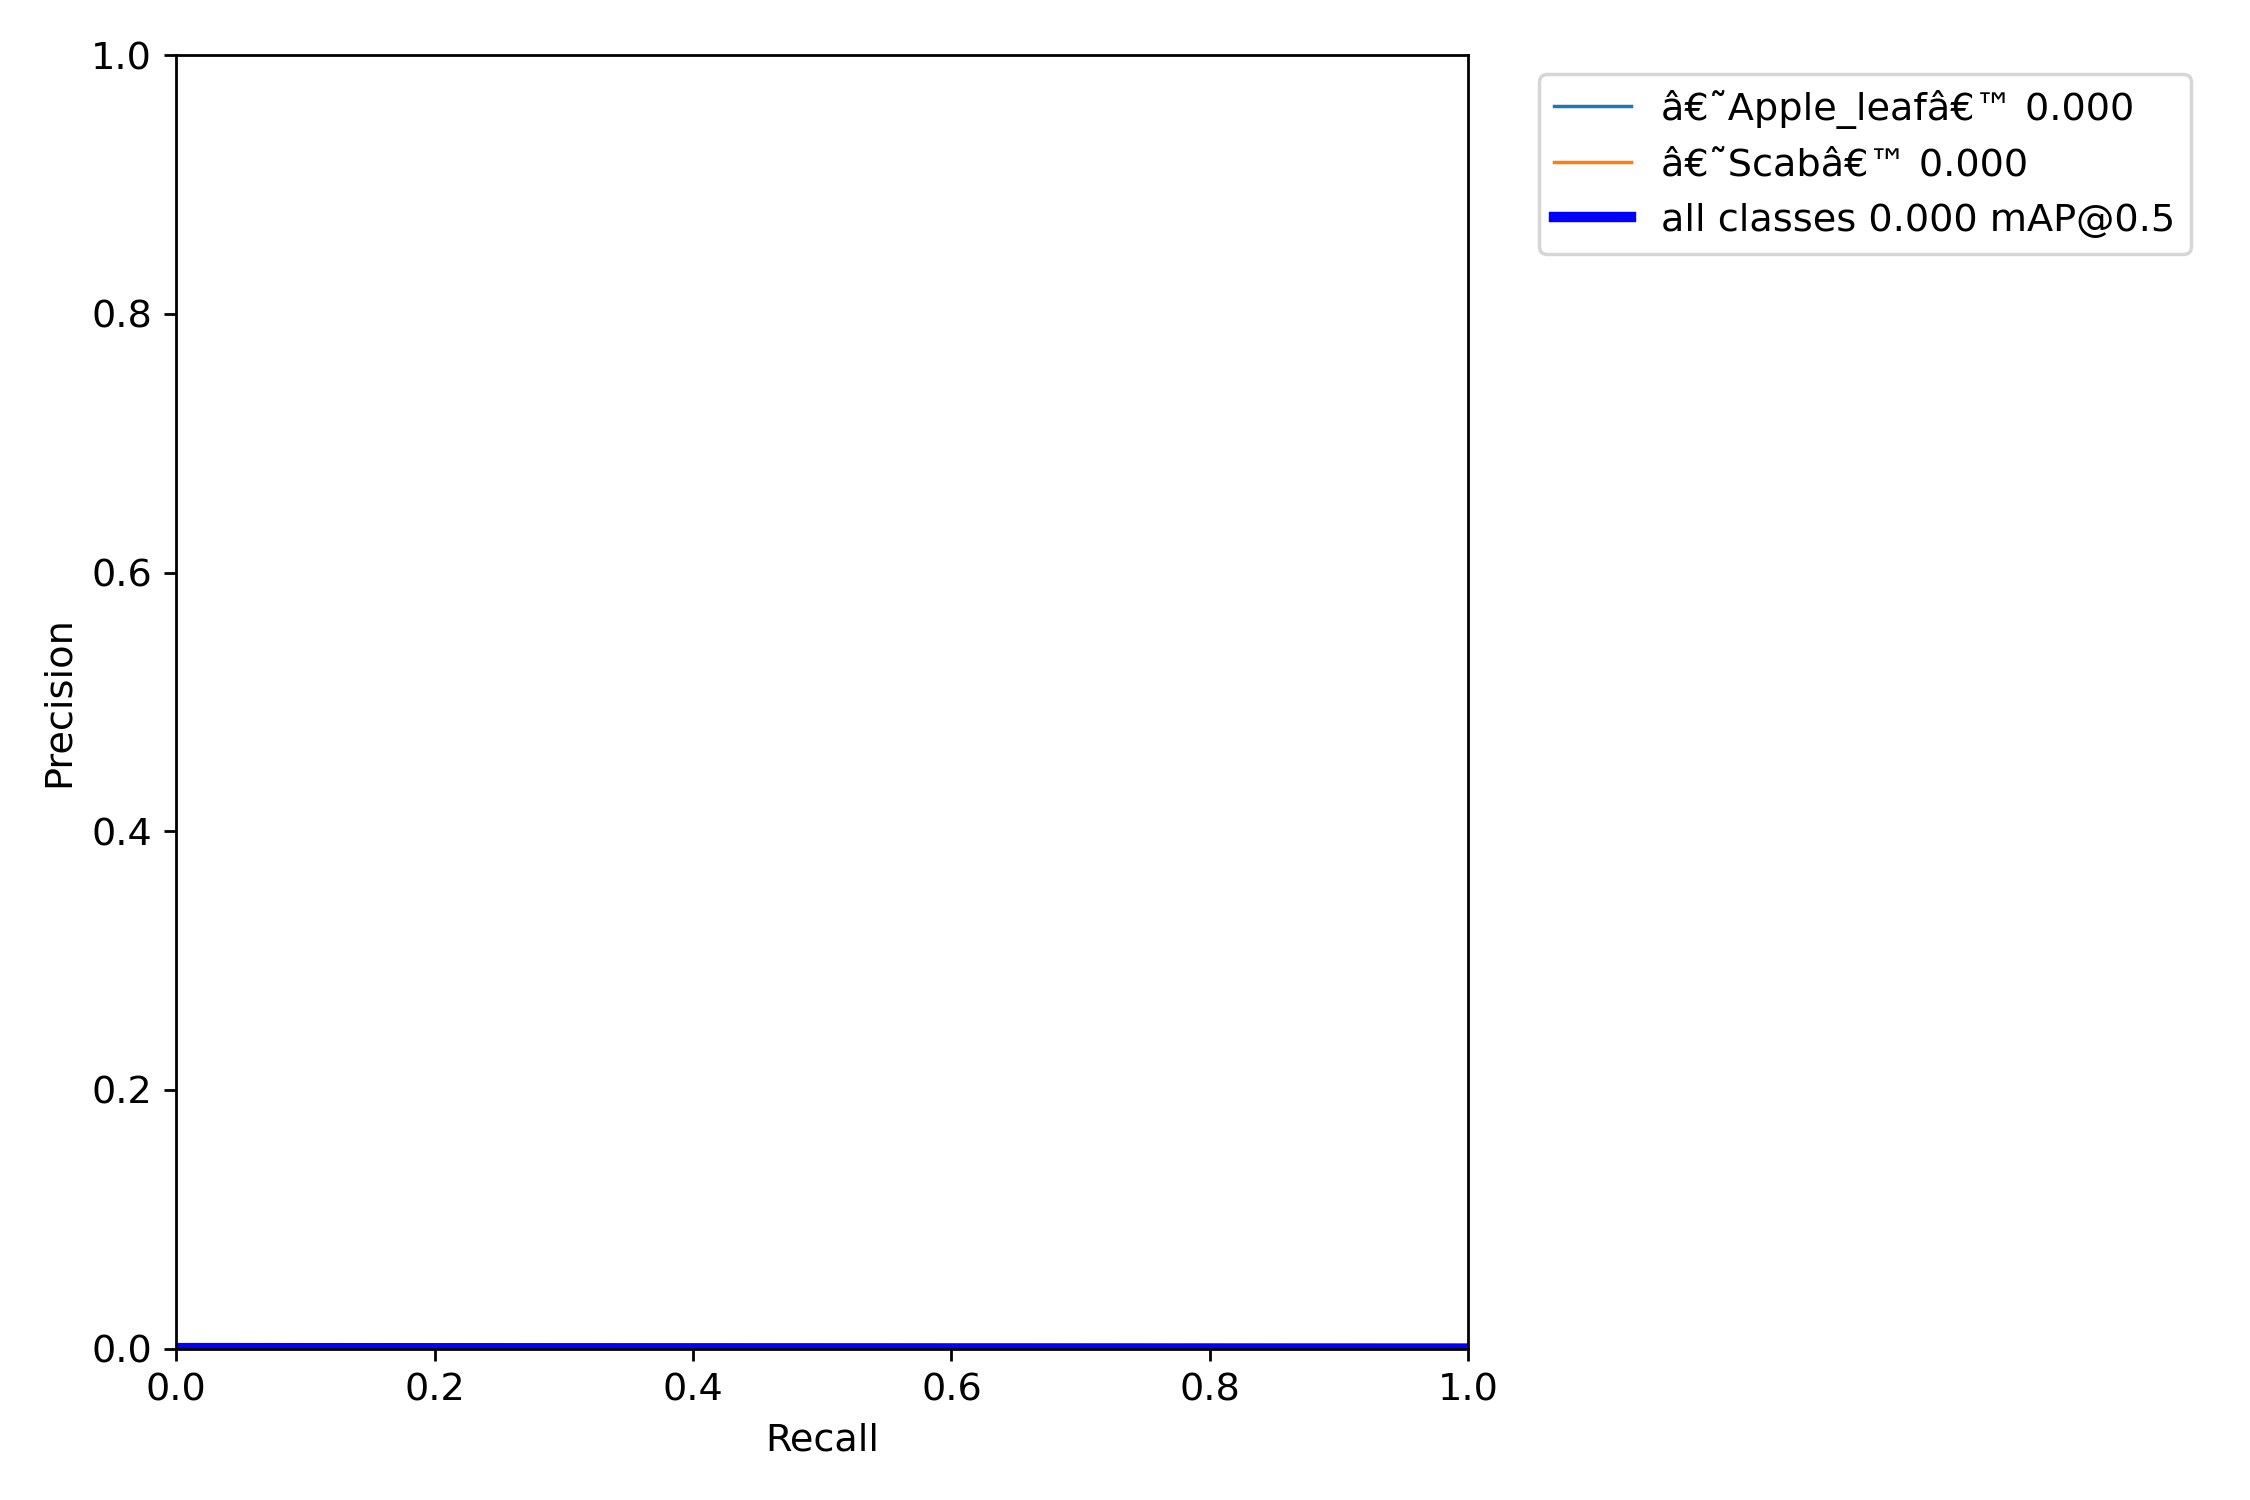 1.0
0.8
0.6
0.4
0.2
0.0
Precision
0.0 0.2 0.4 0.6 0.8 1.0
Recall
â€˜Apple_leafâ€™ 0.000
â€˜Scabâ€™ 0.000
all classes 0.000 mAP@0.5